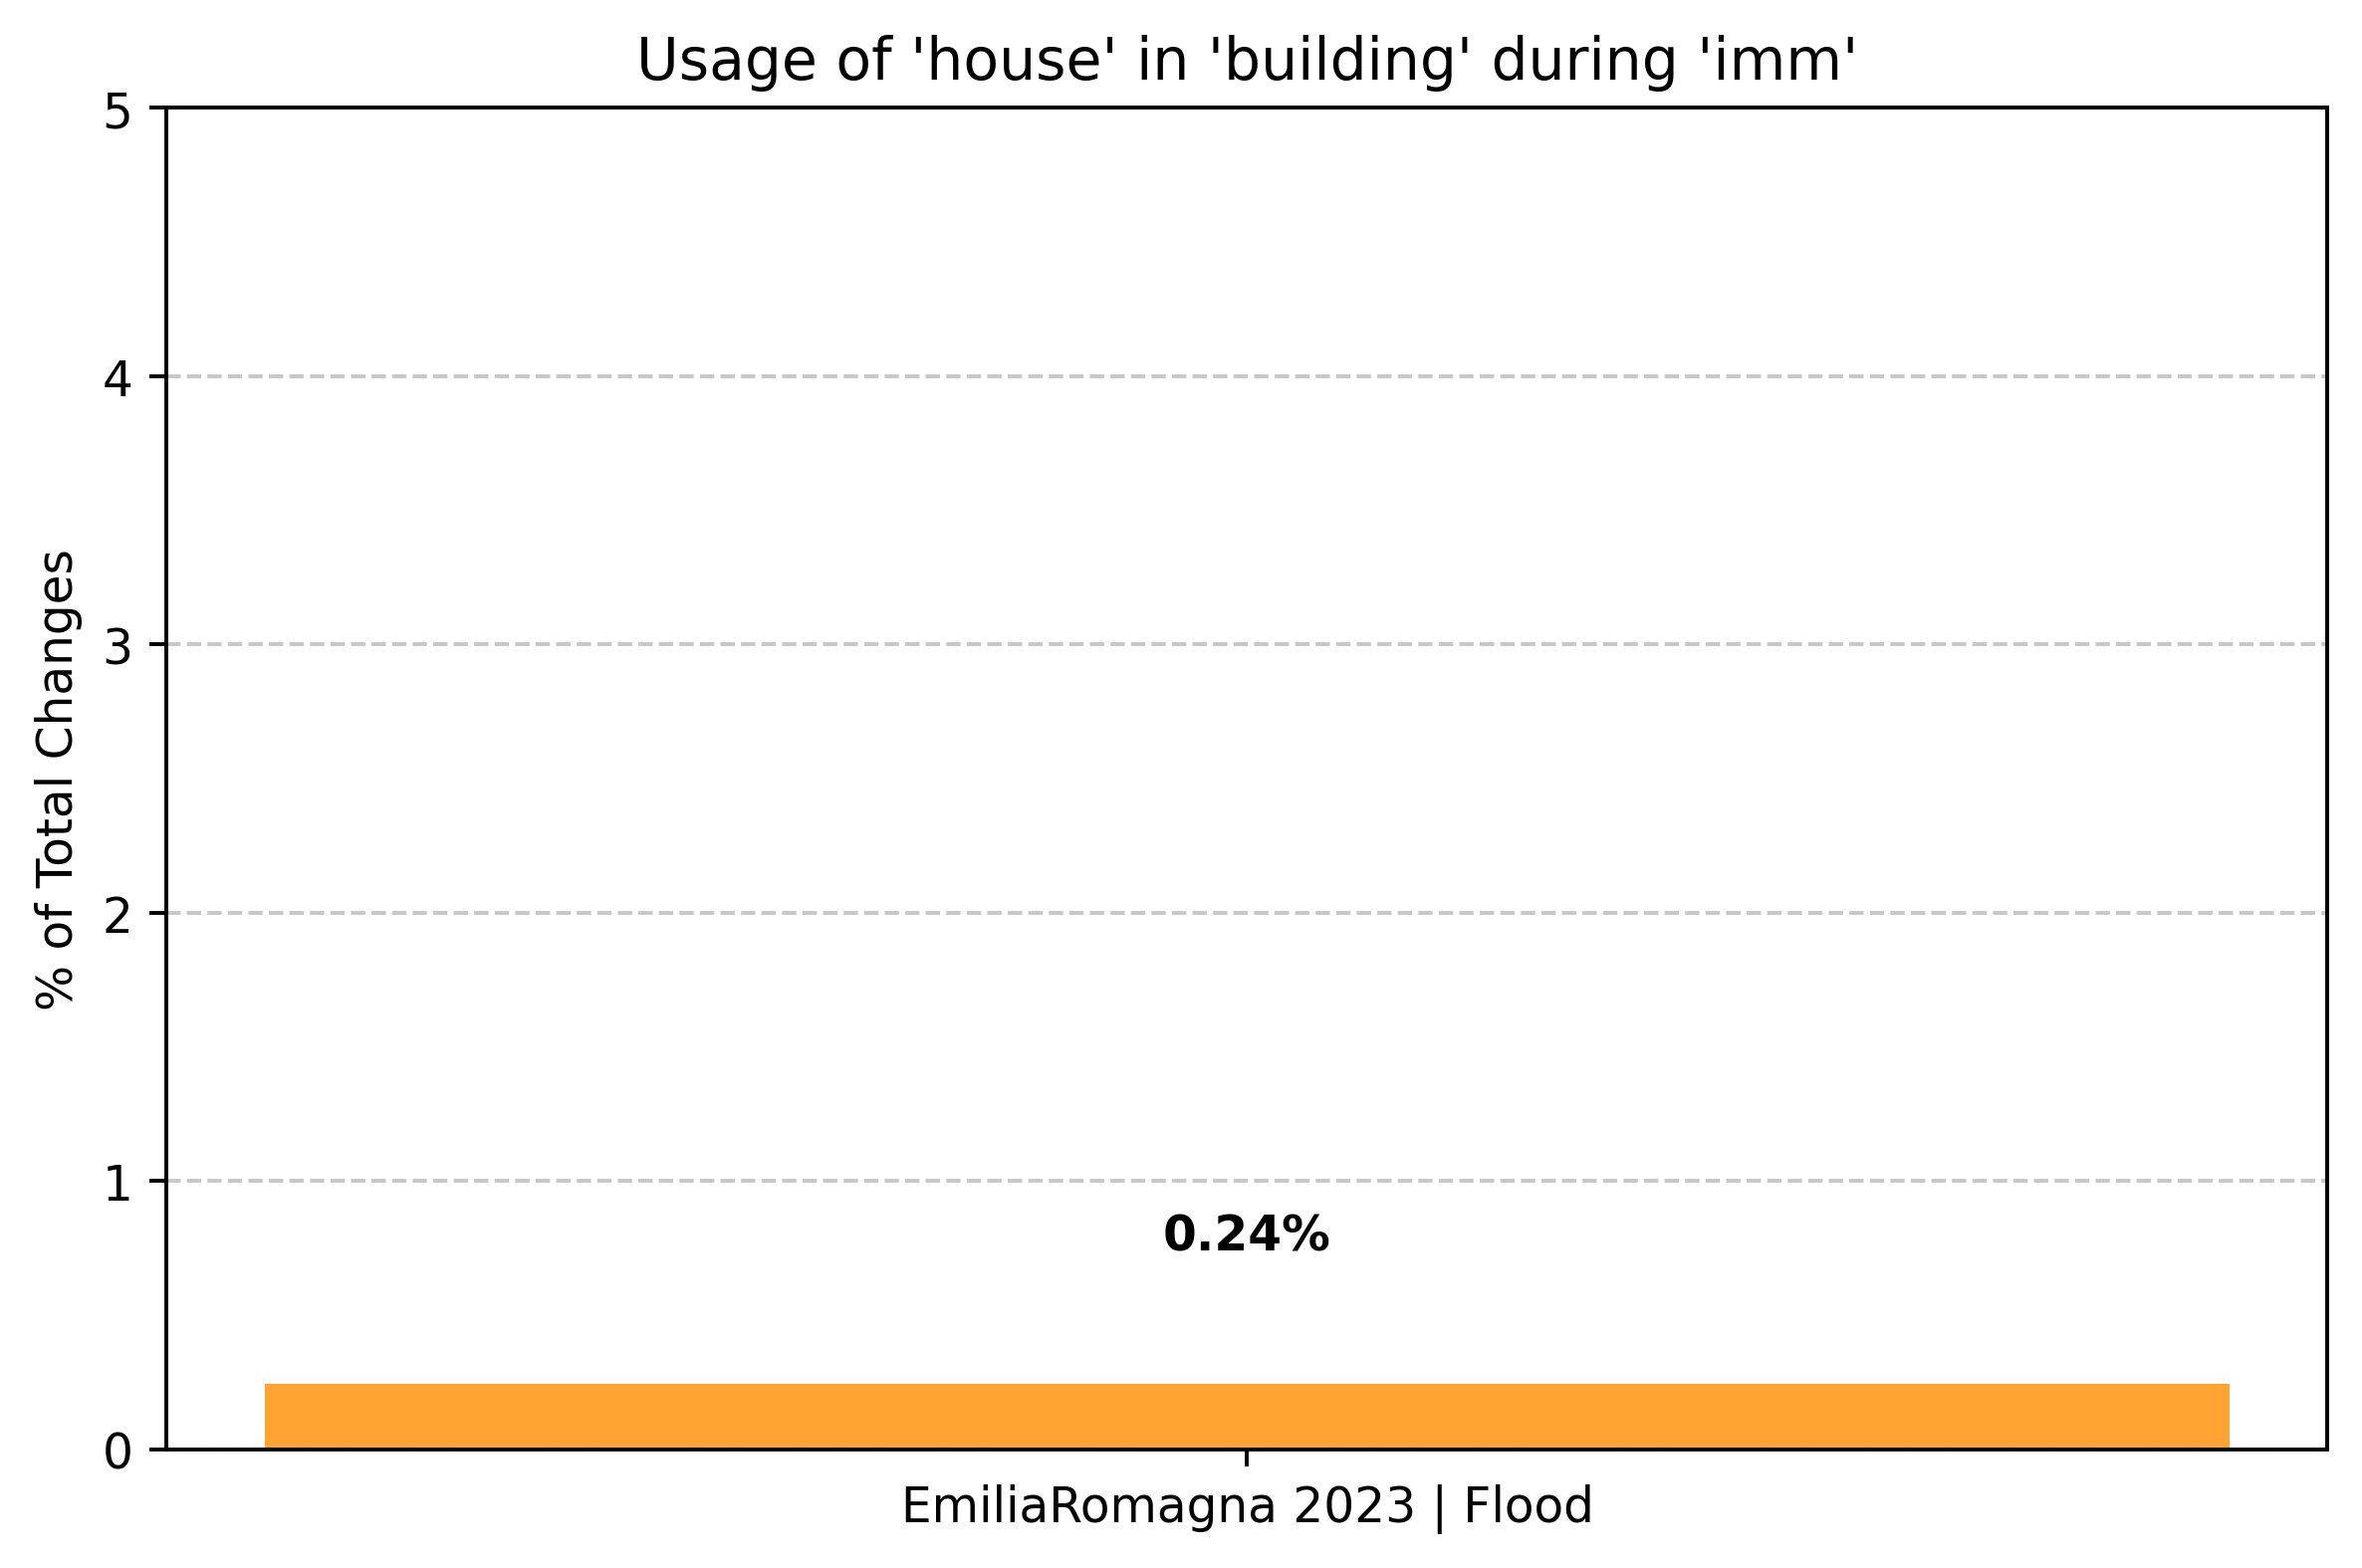 Usage of 'house' in 'building' during 'imm'
5
4
3
2
1
0
% of Total Changes
0.24%
EmiliaRomagna 2023 | Flood